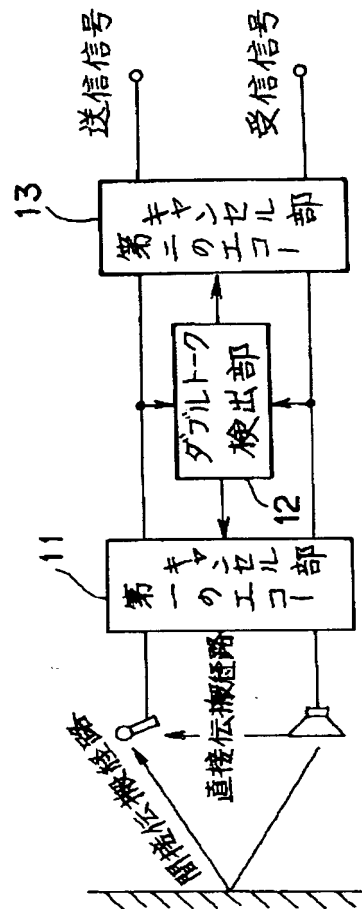 間接伝搬経路
直接伝搬経路
11
第一のエコー
キャンセル部
12
ダブルトーク
検出部
13
第二のエコー
キャンセル部
送信信号
受信信号